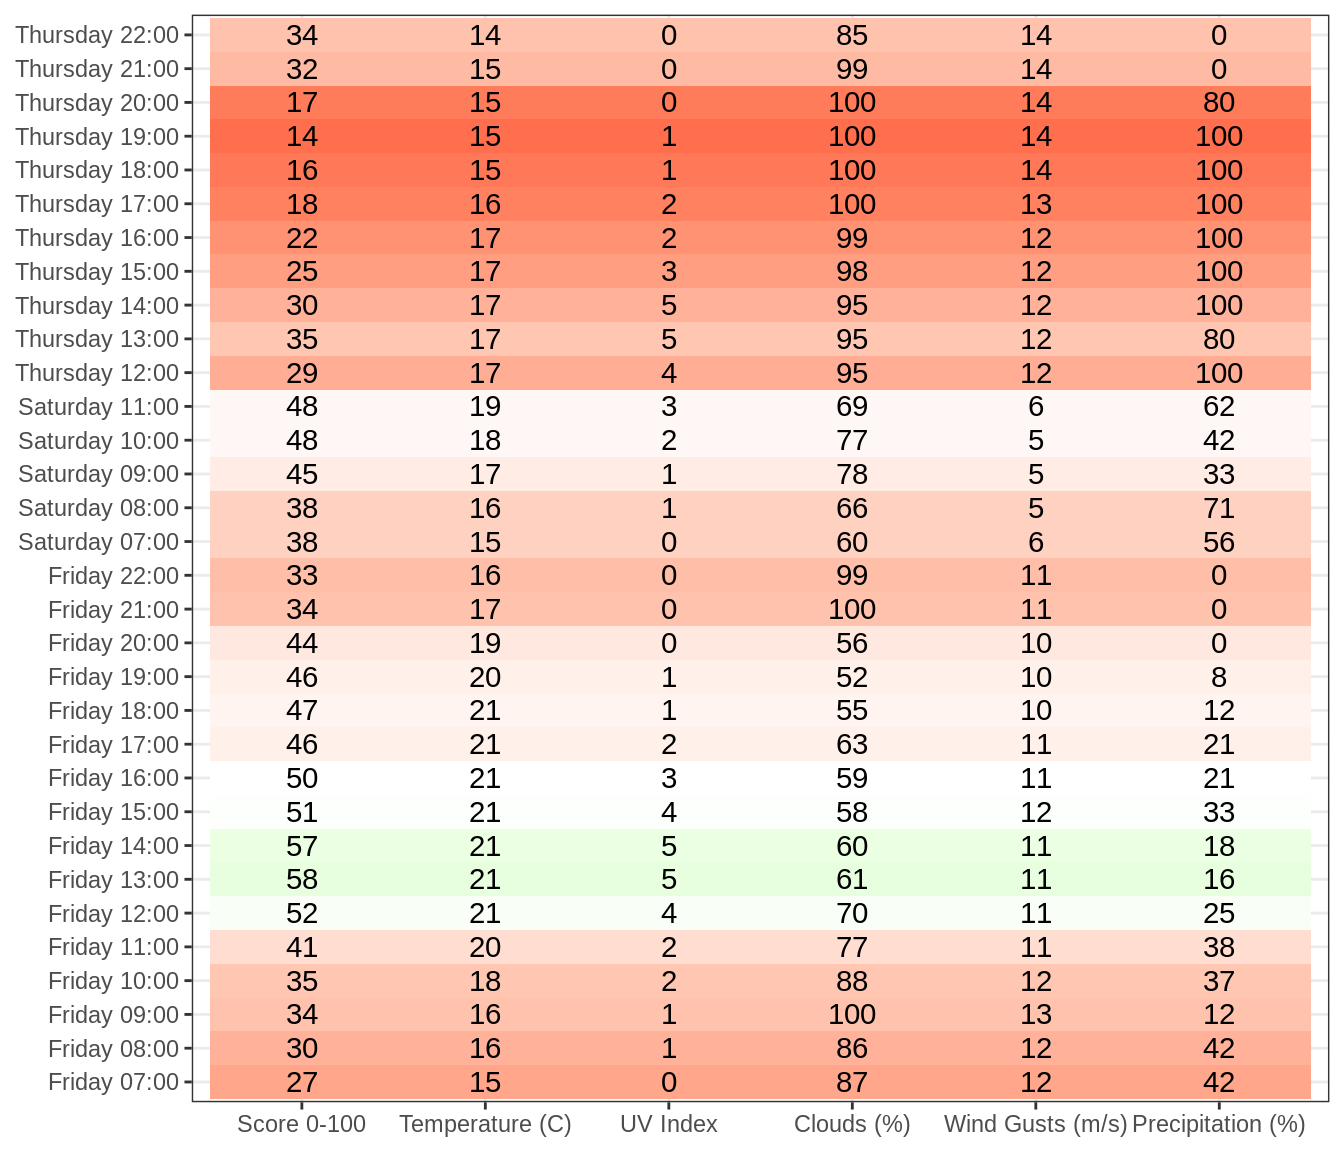 Thursday 22:00 34 14 0 85 14 0
Thursday 21:00 32 15 0 99 14 0
Thursday 20:00 17 15 0 100 14 80
Thursday 19:00 14 15 1 100 14 100
Thursday 18:00 16 15 1 100 14 100
Thursday 17:00 18 16 2 100 13 100
Thursday 16:00 22 17 2 99 12 100
Thursday 15:00 25 17 3 98 12 100
Thursday 14:00 30 17 5 95 12 100
Thursday 13:00 35 17 5 95 12 80
Thursday 12:00 29 17 4 95 12 100
Saturday 11:00 48 19 3 69 6 62
Saturday 10:00 48 18 2 77 5 42
Saturday 09:00 45 17 1 78 5 33
Saturday 08:00 38 16 1 66 5 71
Saturday 07:00 38 15 0 60 6 56
Friday 22:00 33 16 0 99 11 0
Friday 21:00 34 17 0 100 11 0
Friday 20:00 44 19 0 56 10 0
Friday 19:00 46 20 1 52 10 8
Friday 18:00 47 21 1 55 10 12
Friday 17:00 46 21 2 63 11 21
Friday 16:00 50 21 3 59 11 21
Friday 15:00 51 21 4 58 12 33
Friday 14:00 57 21 5 60 11 18
Friday 13:00 58 21 5 61 11 16
Friday 12:00 52 21 4 70 11 25
Friday 11:00 41 20 2 77 11 38
Friday 10:00 35 18 2 88 12 37
Friday 09:00 34 16 1 100 13 12
Friday 08:00 30 16 1 86 12 42
Friday 07:00 27 15 0 87 12 42
Score 0-100 Temperature (C) UV Index Clouds (%) Wind Gusts (m/s) Precipitation (%)